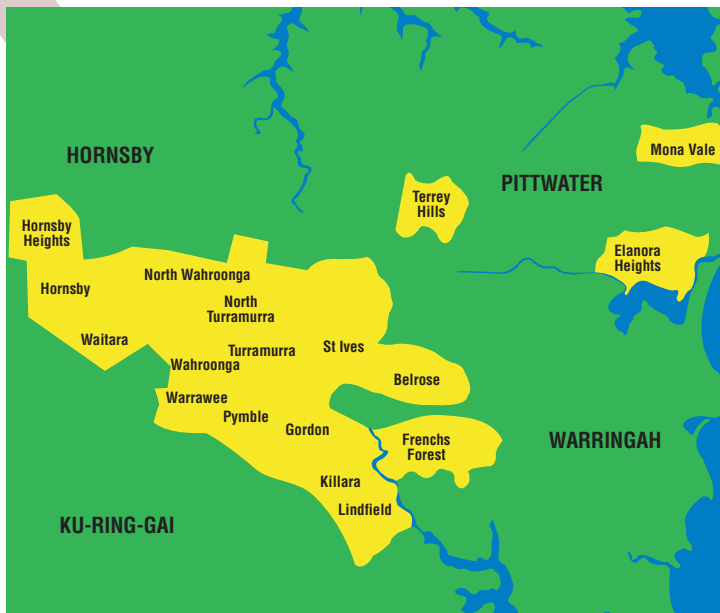 HORNSBY
Mona Vale
PITTWATER
Terrey
Hills
Hornsby
Heights
Elanora
Heights
North Wahroonga
Hornsby
North
Turramurra
Waitara
St Ives
Turramurra
Wahroonga
Belrose
Warrawee
Pymble
Gordon
Frenchs
Forest
WARRINGAH
Killara
Lindfield
KU-RING-GAI